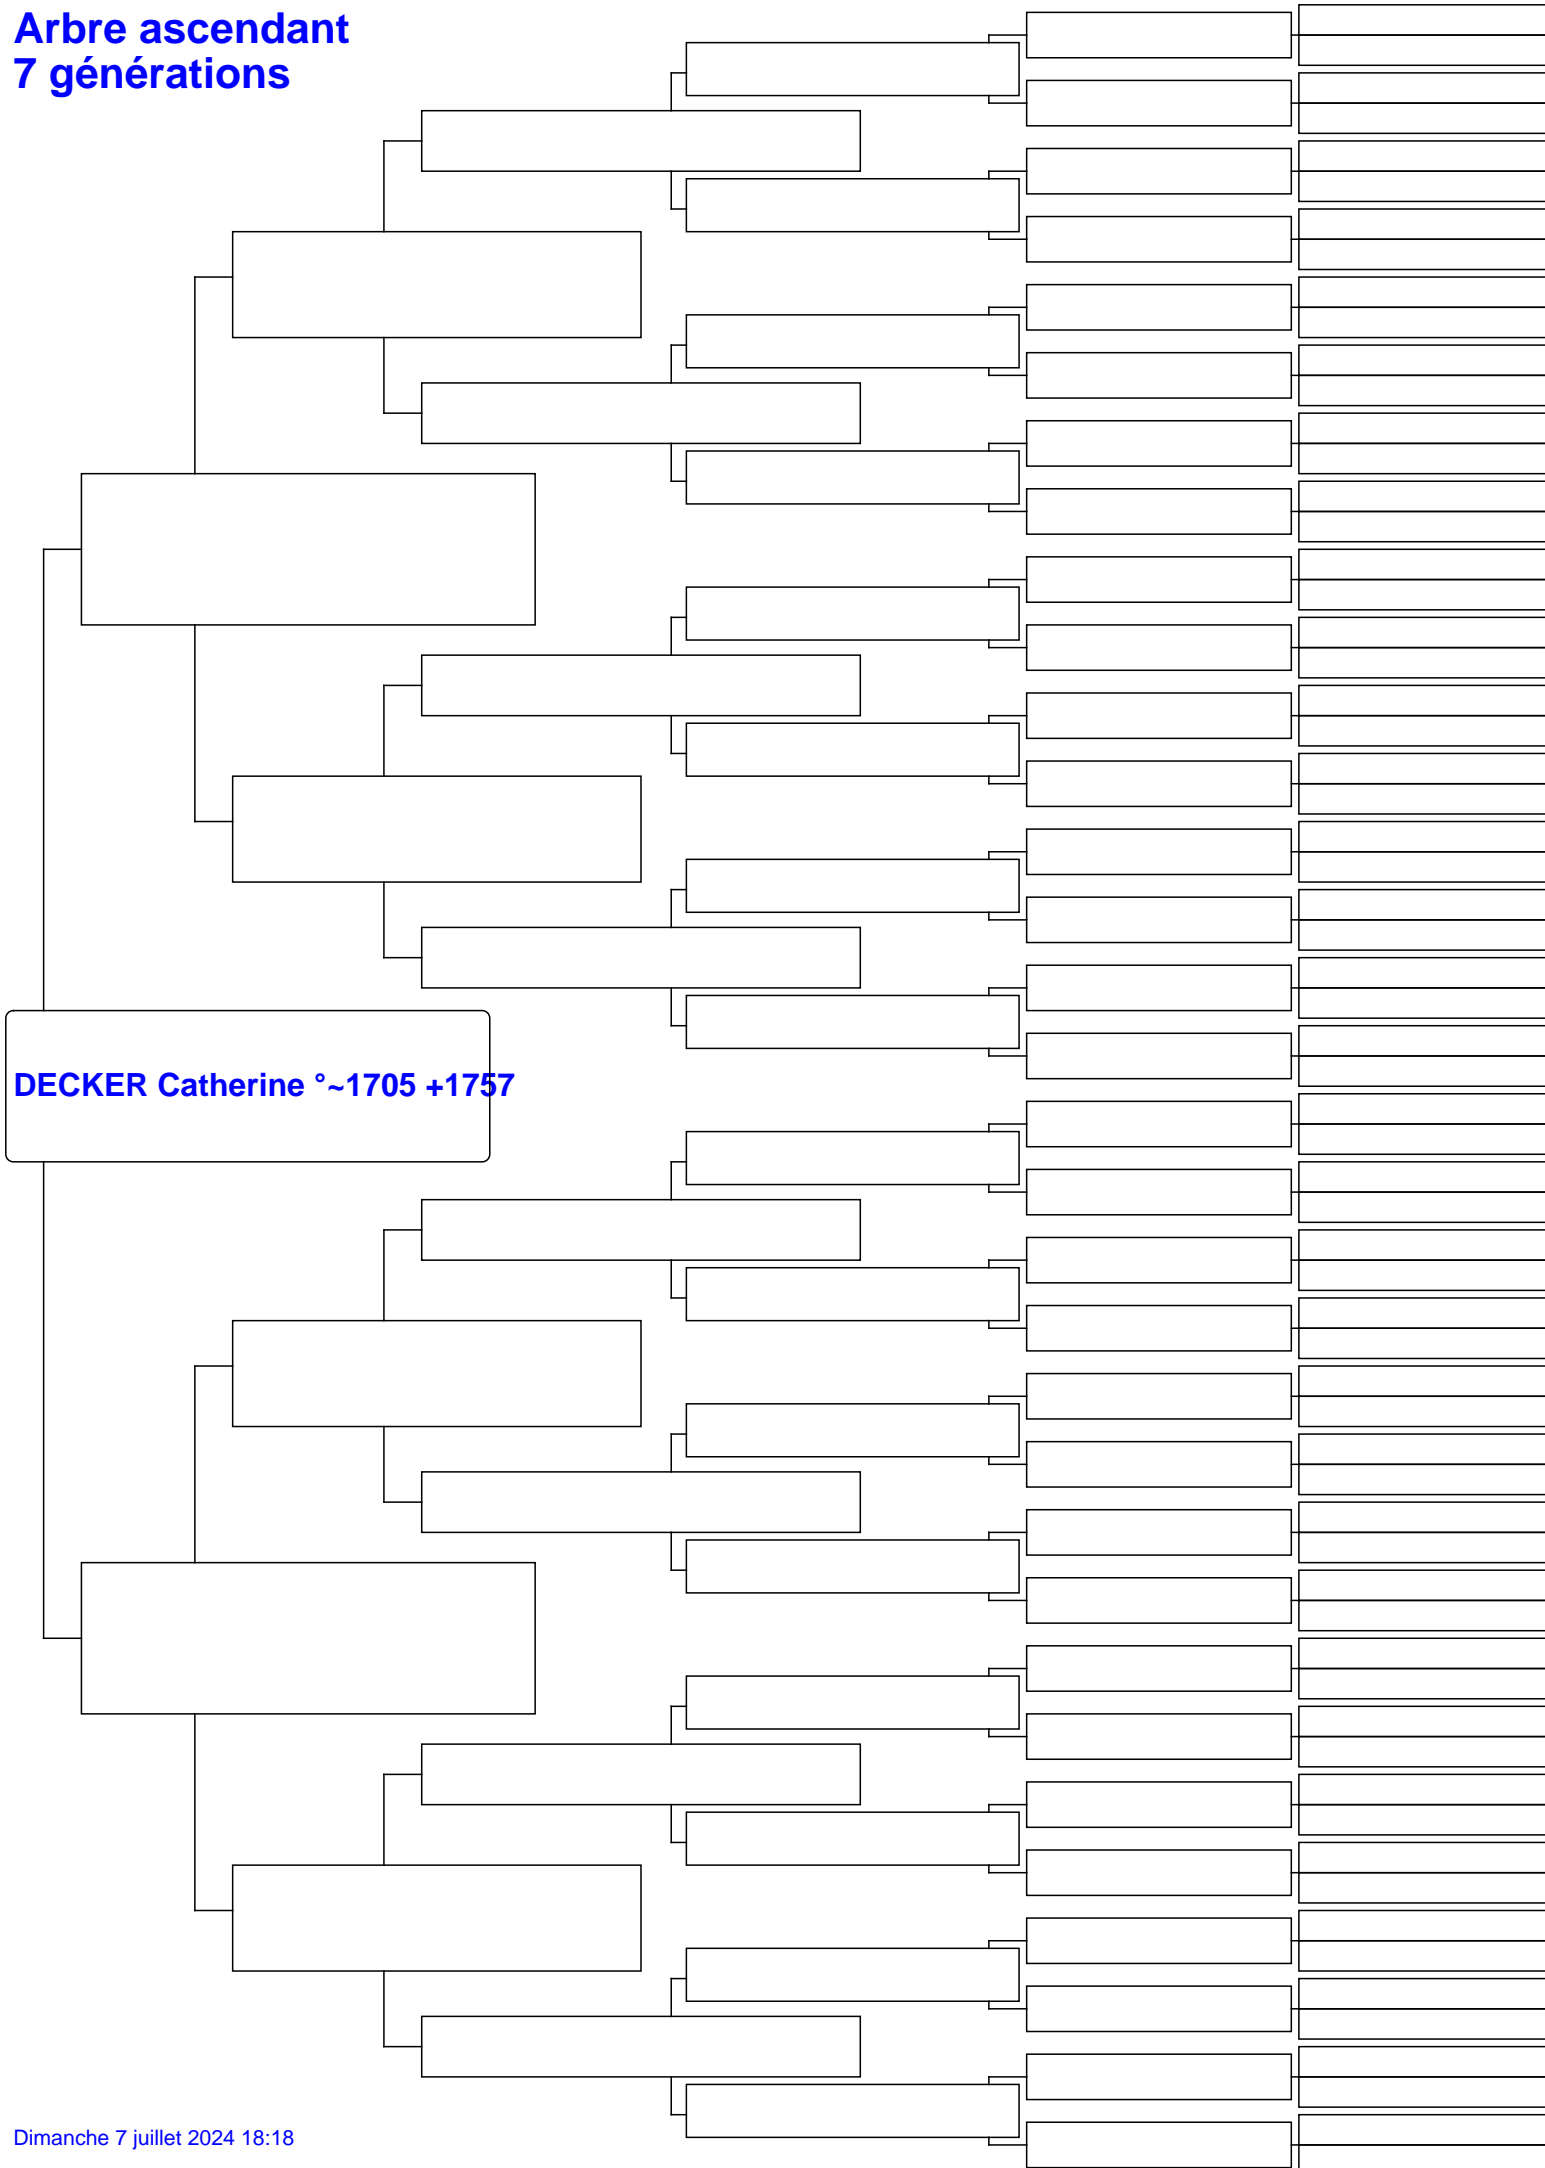 Arbre ascendant
7 générations
DECKER Catherine °~1705 +1757
Dimanche 7 juillet 2024 18:18